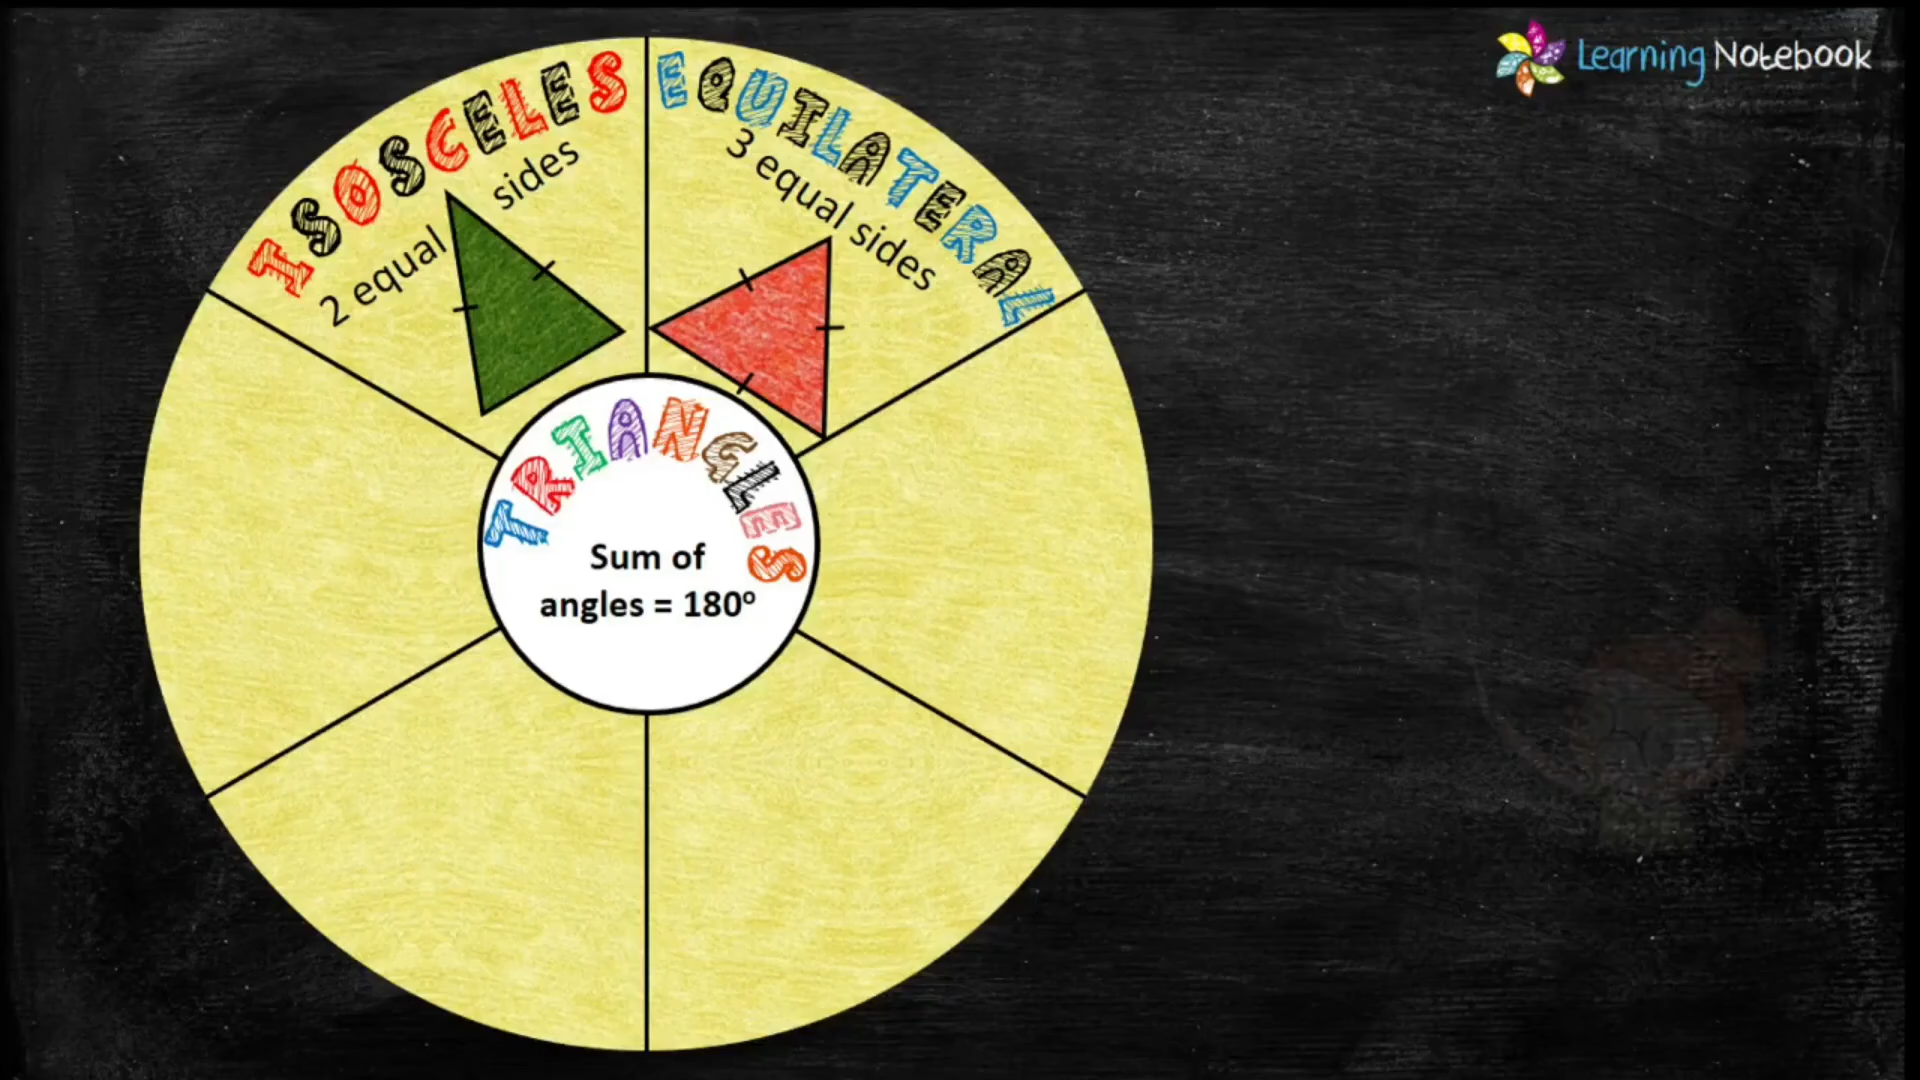 ISOSCELES
2 equal sides
EQUILATERAL
3 equal sides
TRIANGLES
Sum of
angles = 180º
Learning Notebook